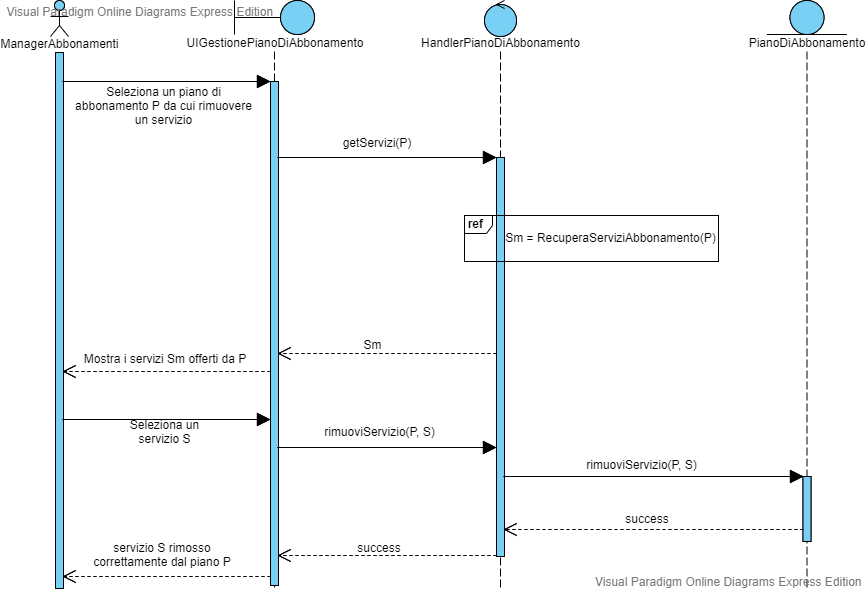 Visual Paradigm Online Diagrams Express Edition
ManagerAbbonamenti
UIGestionePianoDiAbbonamento
HandlerPianoDiAbbonamento
PianoDiAbbonamento
Seleziona un piano di
abbonamento P da cui rimuovere
un servizio
getServizi(P)
ref
Sm = RecuperaServiziAbbonamento(P)
Sm
Mostra i servizi Sm offerti da P
Seleziona un
servizio S
rimuoviServizio(P, S)
rimuoviServizio(P, S)
success
success
servizio S rimosso
correttamente dal piano P
Visual Paradigm Online Diagrams Express Edition